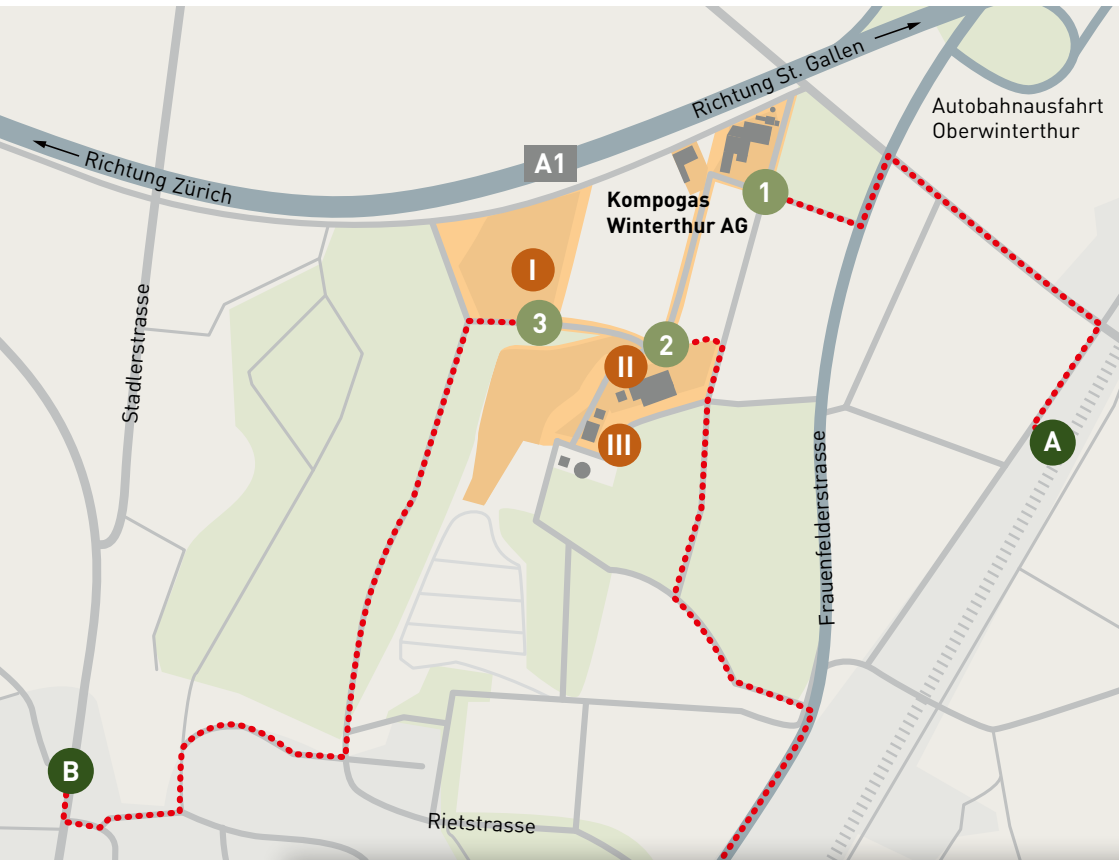 Richtung St. Gallen
Autobahnausfahrt
Oberwinterthur
A1
Richtung Zürich
Kompogas
Winterthur AG
1
I
3
2
II
III
Stadlerstrasse
Frauenfelderstrasse
A
B
Rietstrasse